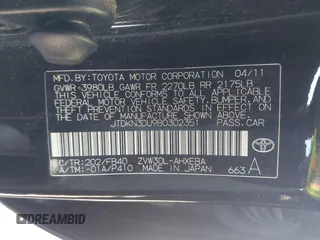 MFD.BY:TOYOTA MOTOR CORPORATION 04/11
GVWR 3980LB GAWR FR 2270LB RR 2175LB
THIS VEHICLE CONFORMS TO ALL APPLICABLE
FEDERAL MOTOR VEHICLE SAFETY, BUMPER, AND
THEFT PREVENTION STANDARDS IN EFFECT ON
THE DATE OF MANUFACTURE SHOWN ABOVE.
JTDKN3DU9B0302351 PASS.CAR
C/TR:202/FB40 ZVW30L-AHXEBA
A/TM:-01A/P410 MADE IN JAPAN
663 A
TOYOTA